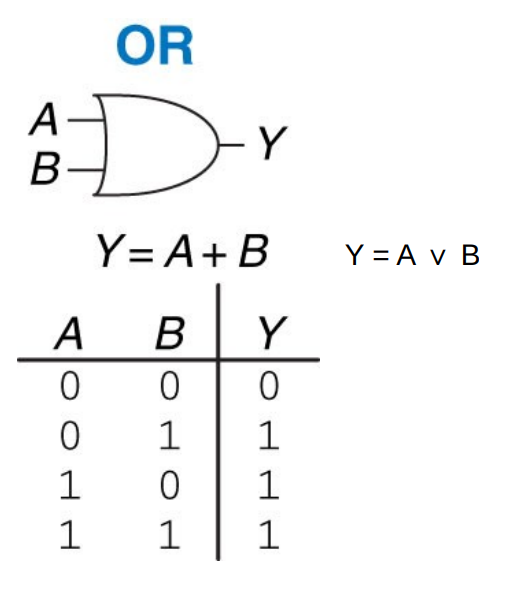 OR
A
B
Y
Y = A + B
Y = A ∨ B
A B Y
0 0 0
0 1 1
1 0 1
1 1 1